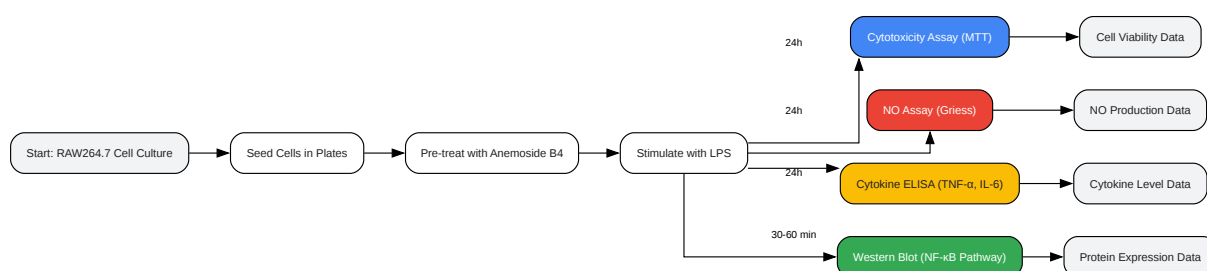 Start: RAW264.7 Cell Culture
Seed Cells in Plates
Pre-treat with Anemoside B4
Stimulate with LPS
24h
Cytotoxicity Assay (MTT)
Cell Viability Data
24h
NO Assay (Griess)
NO Production Data
24h
Cytokine ELISA (TNF-α, IL-6)
Cytokine Level Data
30-60 min
Western Blot (NF-κB Pathway)
Protein Expression Data